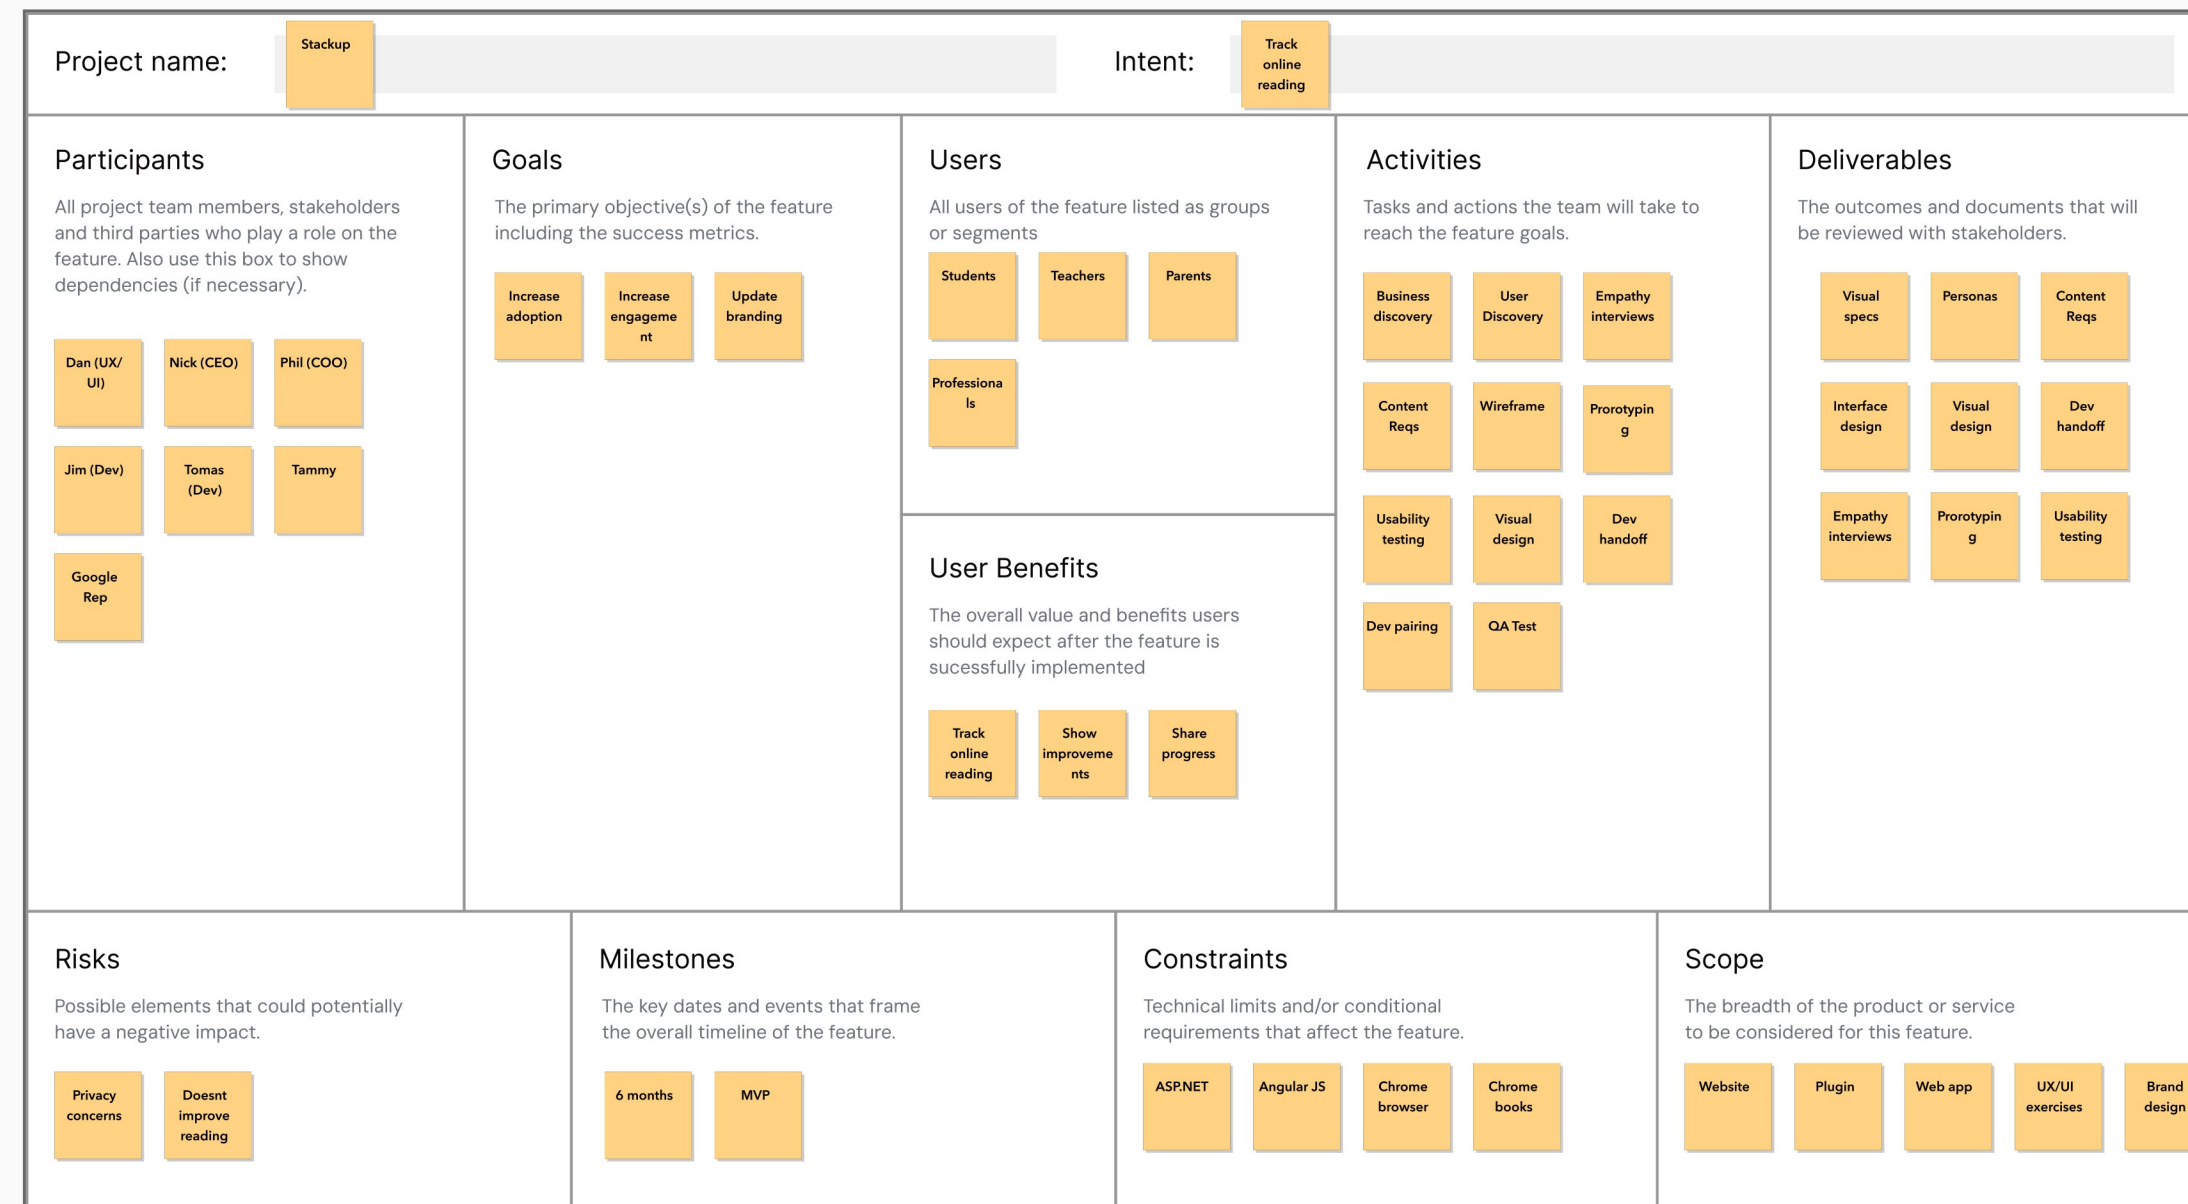 Project name:
Stackup
Intent:
Track
online
reading
Participants
All project team members, stakeholders
and third parties who play a role on the
feature. Also use this box to show
dependencies (if necessary).
Dan (UX/
UI)
Nick (CEO)
Phil (COO)
Jim (Dev)
Tomas
(Dev)
Tammy
Google
Rep
Goals
The primary objective(s) of the feature
including the success metrics.
Increase
adoption
Increase
engageme
nt
Update
branding
Users
All users of the feature listed as groups
or segments
Students
Teachers
Parents
Professiona
ls
User Benefits
The overall value and benefits users
should expect after the feature is
sucessfully implemented
Track
online
reading
Show
improveme
nts
Share
progress
Activities
Tasks and actions the team will take to
reach the feature goals.
Business
discovery
User
Discovery
Empathy
interviews
Content
Reqs
Wireframe
Prorotypin
g
Usability
testing
Visual
design
Dev
handoff
Dev pairing
QA Test
Deliverables
The outcomes and documents that will
be reviewed with stakeholders.
Visual
specs
Personas
Content
Reqs
Interface
design
Visual
design
Dev
handoff
Empathy
interviews
Prorotypin
g
Usability
testing
Risks
Possible elements that could potentially
have a negative impact.
Privacy
concerns
Doesnt
improve
reading
Milestones
The key dates and events that frame
the overall timeline of the feature.
6 months
MVP
Constraints
Technical limits and/or conditional
requirements that affect the feature.
ASP.NET
Angular JS
Chrome
browser
Chrome
books
Scope
The breadth of the product or service
to be considered for this feature.
Website
Plugin
Web app
UX/UI
exercises
Brand
design